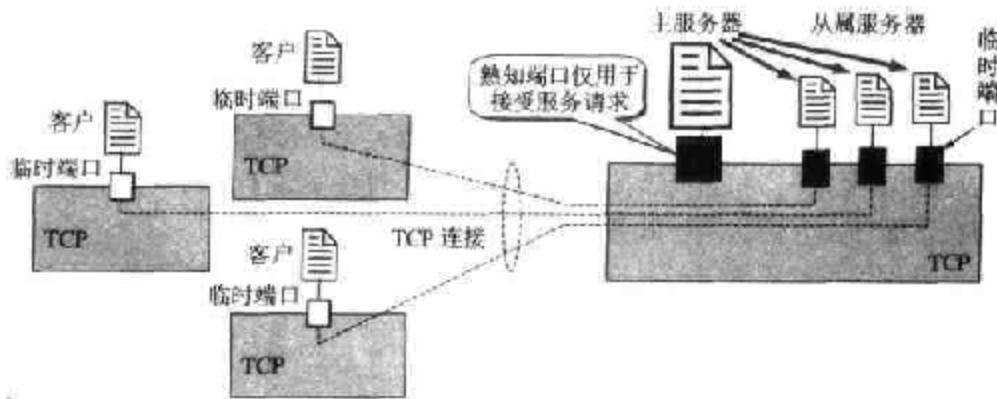 客户
临时端口
TCP
客户
临时端口
TCP
客户
临时端口
TCP
TCP 连接
熟知端口仅用于
接受服务请求
主服务器
从属服务器
临
时
端
口
TCP